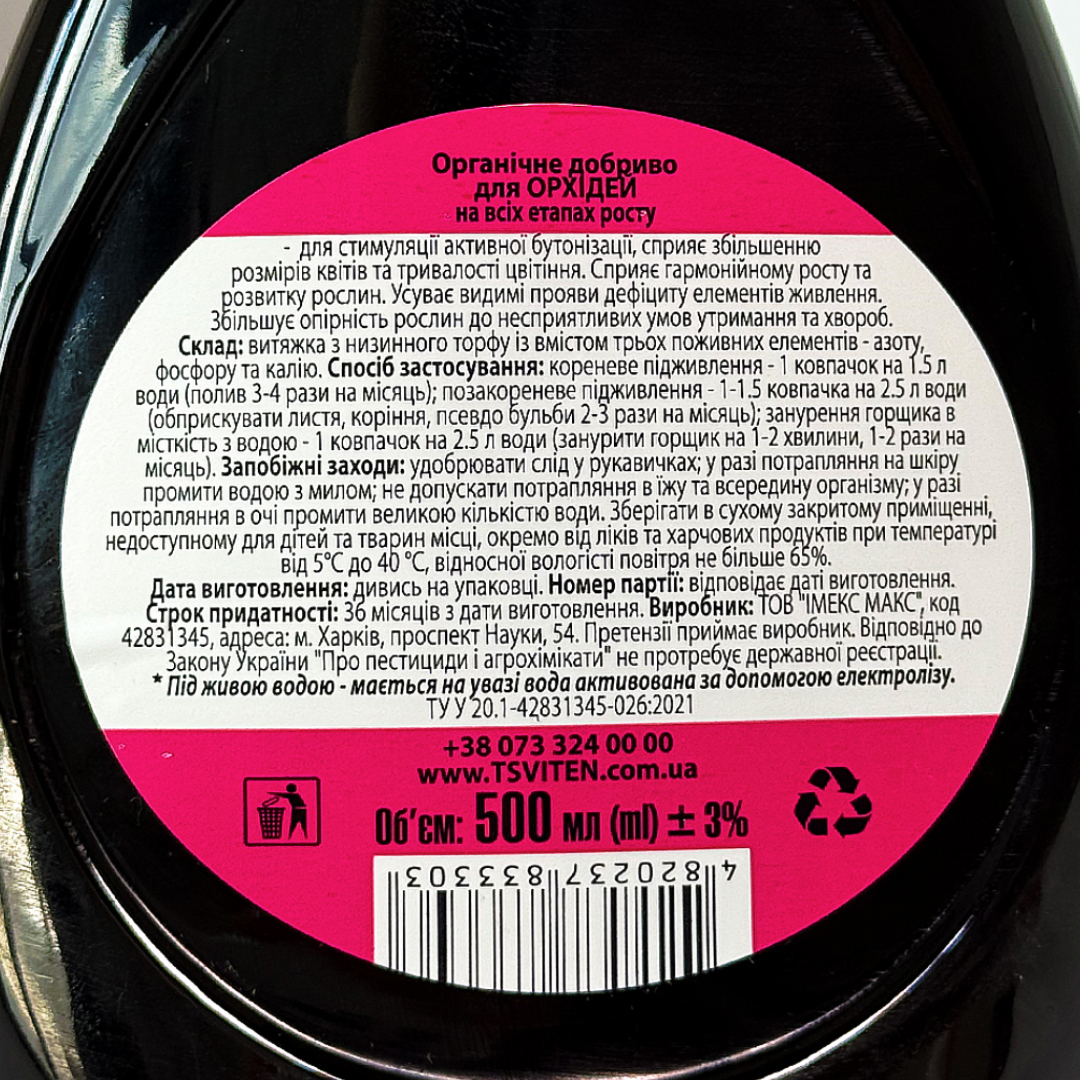 Органічне добриво
для ОРХІДЕЙ
на всіх етапах росту
- для стимуляції активної бутонізації, сприяє збільшенню
розмірів квітів та тривалості цвітіння. Сприяє гармонійному росту та
розвитку рослин. Усуває видимі прояви дефіциту елементів живлення.
Збільшує опірність рослин до несприятливих умов утримання та хвороб.
Склад: витяжка з низинного торфу із вмістом трьох поживних елементів - азоту,
фосфору та калію. Спосіб застосування: кореневе підживлення - 1 ковпачок на 1.5 л
води (полив 3-4 рази на місяць); позакореневе підживлення - 1-1.5 ковпачка на 2.5 л води
(обприскувати листя, коріння, псевдо бульби 2-3 рази на місяць); занурення горщика в
місткість з водою - 1 ковпачок на 2.5 л води (занурити горщик на 1-2 хвилини, 1-2 рази на
місяць). Запобіжні заходи: удобрювати слід у рукавичках; у разі потрапляння на шкіру
промити водою з милом; не допускати потрапляння в їжу та всередину організму; у разі
потрапляння в очі промити великою кількістю води. Зберігати в сухому закритому приміщенні,
недоступному для дітей та тварин місці, окремо від ліків та харчових продуктів при температурі
від 5°С до 40 °С, відносної вологості повітря не більше 65%.
Дата виготовлення: дивись на упаковці. Номер партії: відповідає даті виготовлення.
Строк придатності: 36 місяців з дати виготовлення. Виробник: ТОВ "ІМЕКС МАКС", код
42831345, адреса: м. Харків, проспект Науки, 54. Претензії приймає виробник. Відповідно до
Закону України "Про пестициди і агрохімікати" не протребує державної реєстрації.
* Під живою водою - мається на увазі вода активована за допомогою електролізу.
ТУ У 20.1-42831345-026:2021
+38 073 324 00 00
www.TSVITEN.com.ua
Об'єм: 500 мл (ml) ± 3%
4 820237 833303